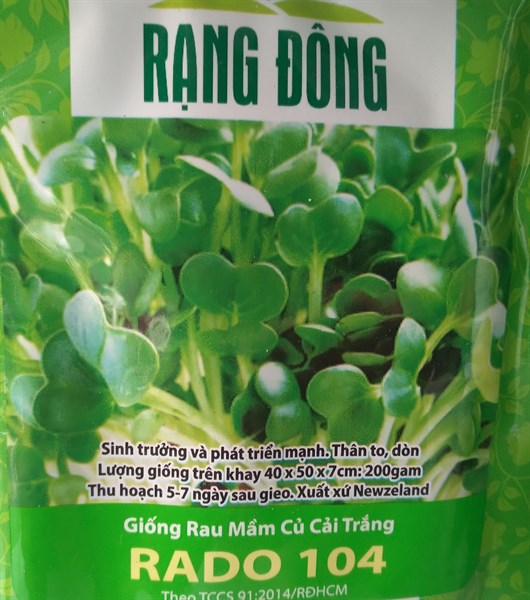 RẠNG ĐÔNG
Sinh trưởng và phát triển mạnh. Thân to, dòn
Lượng giống trên khay 40 x 50 x 7cm: 200gam
Thu hoạch 5-7 ngày sau gieo. Xuất xứ Newzeland
Giống Rau Mầm Củ Cải Trắng
RADO 104
Theo TCCS 91:2014/RĐHCM